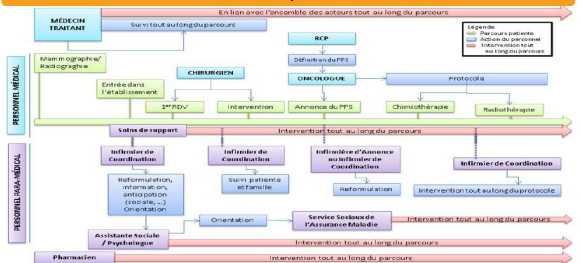 En lien avec l'ensemble des acteurs tout au long du parcours
MÉDECIN
TRAITANT
Suivi tout au long du parcours
Légende:
Parcours patiente
Action du personnel
Intervention tout
au long du parcours
RCP
Définition du PPS
PERSONNEL MÉDICAL
Mammographie/
Radiographie
CHIRURGIEN
ONCOLOGUE
Protocole
Entrée dans
l'établissement
1er RDV
Intervention
Annonce du PPS
Chimiothérapie
Radiothérapie
Soins de support
Intervention tout au long du parcours
PERSONNEL PARA-MÉDICAL
Infirmier de
Coordination
Infirmier de
Coordination
Infirmière d'Annonce
ou Infirmier de
Coordination
Infirmier de Coordination
Reformulation,
information,
anticipation
(sociale, ...)
Orientation
Suivi patiente
et famille
Reformulation
Intervention tout au long du protocole
Orientation
Service Sociaux de
l'Assurance Maladie
Intervention tout au long du parcours
Assistante Sociale
/ Psychologue
Intervention tout au long du parcours
Pharmacien
Intervention tout au long du parcours